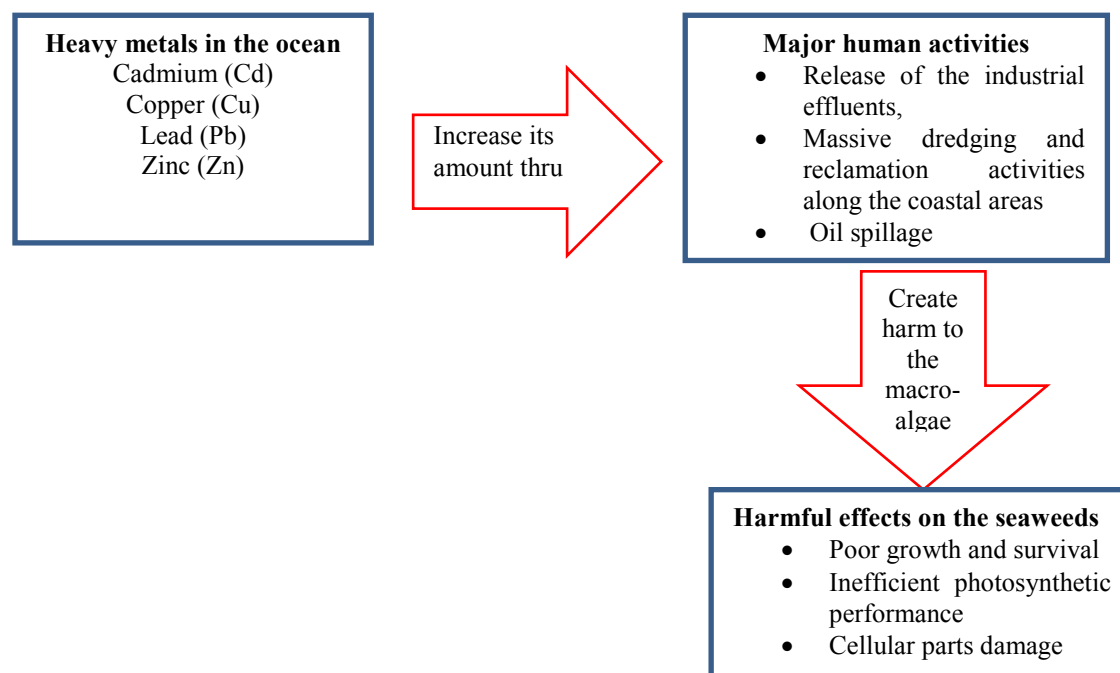 Heavy metals in the ocean
Cadmium (Cd)
Copper (Cu)
Lead (Pb)
Zinc (Zn)
Increase its
amount thru
Major human activities
• Release of the industrial
effluents,
• Massive dredging and
reclamation activities
along the coastal areas
• Oil spillage
Create
harm to
the
macro-
algae
Harmful effects on the seaweeds
• Poor growth and survival
• Inefficient photosynthetic
performance
• Cellular parts damage